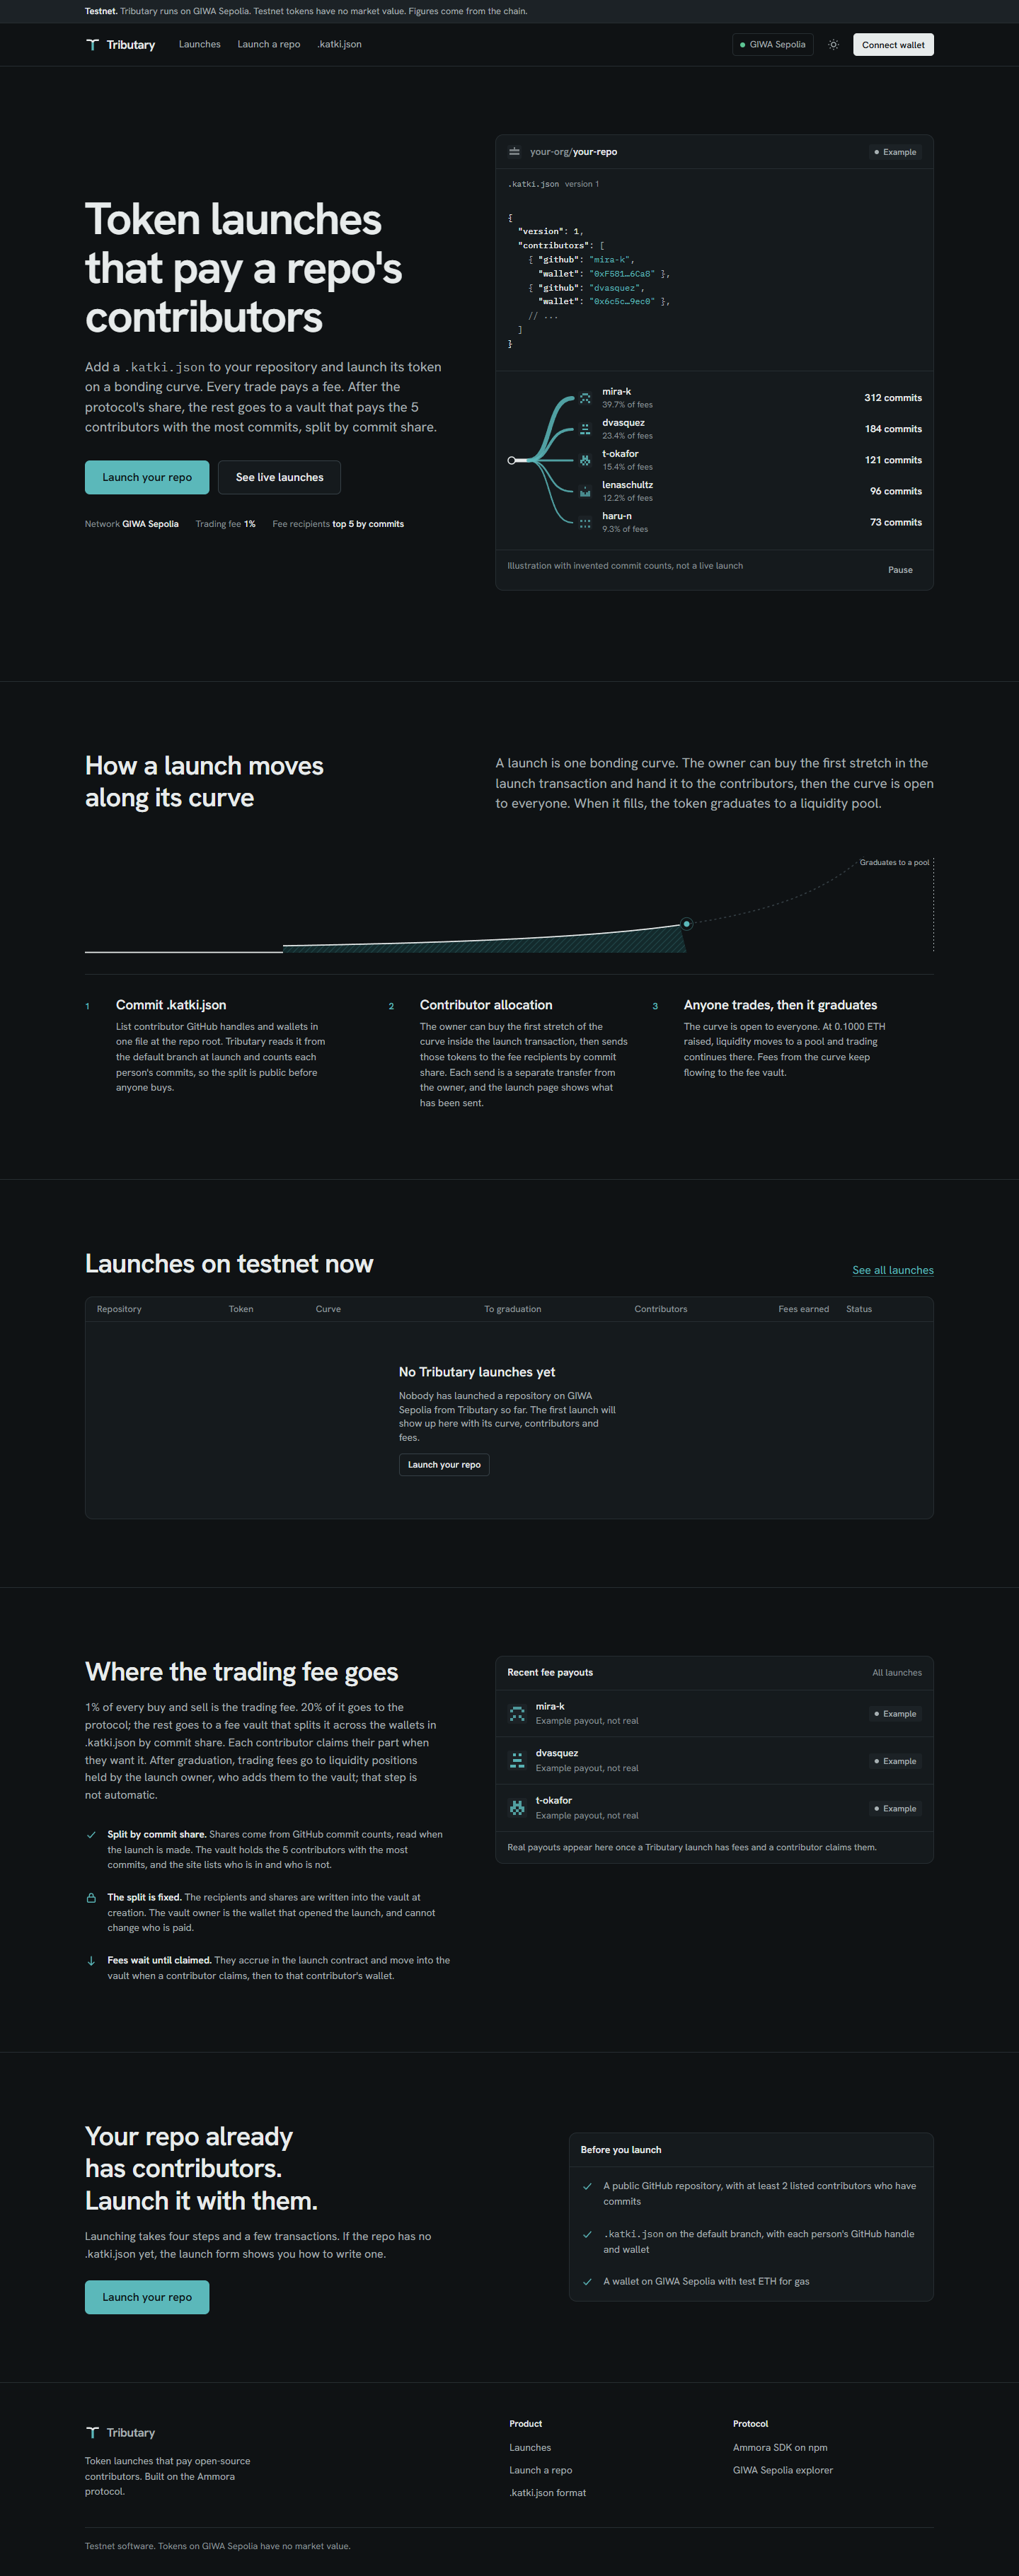 Testnet. Tributary runs on GIWA Sepolia. Testnet tokens have no market value. Figures come from the chain.
Tributary
Launches
Launch a repo
.katki.json
GIWA Sepolia
Connect wallet
Token launches
that pay a repo's
contributors
Add a .katki.json to your repository and launch its token
on a bonding curve. Every trade pays a fee. After the
protocol's share, the rest goes to a vault that pays the 5
contributors with the most commits, split by commit share.
Launch your repo
See live launches
Network GIWA Sepolia
Trading fee 1%
Fee recipients top 5 by commits
your-org/your-repo
Example
.katki.json version 1
{
"version": 1,
"contributors": [
{ "github": "mira-k",
"wallet": "0xF581…6Ca8" },
{ "github": "dvasquez",
"wallet": "0x6c5c…9ec0" },
// ...
]
}
mira-k
39.7% of fees
312 commits
dvasquez
23.4% of fees
184 commits
t-okafor
15.4% of fees
121 commits
lenaschultz
12.2% of fees
96 commits
haru-n
9.3% of fees
73 commits
Illustration with invented commit counts, not a live launch
Pause
How a launch moves
along its curve
A launch is one bonding curve. The owner can buy the first stretch in the
launch transaction and hand it to the contributors, then the curve is open
to everyone. When it fills, the token graduates to a liquidity pool.
Graduates to a pool
1
Commit .katki.json
List contributor GitHub handles and wallets in
one file at the repo root. Tributary reads it from
the default branch at launch and counts each
person's commits, so the split is public before
anyone buys.
2
Contributor allocation
The owner can buy the first stretch of the
curve inside the launch transaction, then sends
those tokens to the fee recipients by commit
share. Each send is a separate transfer from
the owner, and the launch page shows what
has been sent.
3
Anyone trades, then it graduates
The curve is open to everyone. At 0.1000 ETH
raised, liquidity moves to a pool and trading
continues there. Fees from the curve keep
flowing to the fee vault.
Launches on testnet now
See all launches
Repository
Token
Curve
To graduation
Contributors
Fees earned
Status
No Tributary launches yet
Nobody has launched a repository on GIWA
Sepolia from Tributary so far. The first launch will
show up here with its curve, contributors and
fees.
Launch your repo
Where the trading fee goes
1% of every buy and sell is the trading fee. 20% of it goes to the
protocol; the rest goes to a fee vault that splits it across the wallets in
.katki.json by commit share. Each contributor claims their part when
they want it. After graduation, trading fees go to liquidity positions
held by the launch owner, who adds them to the vault; that step is
not automatic.
Split by commit share. Shares come from GitHub commit counts, read when
the launch is made. The vault holds the 5 contributors with the most
commits, and the site lists who is in and who is not.
The split is fixed. The recipients and shares are written into the vault at
creation. The vault owner is the wallet that opened the launch, and cannot
change who is paid.
Fees wait until claimed. They accrue in the launch contract and move into the
vault when a contributor claims, then to that contributor's wallet.
Recent fee payouts
All launches
mira-k
Example payout, not real
Example
dvasquez
Example payout, not real
Example
t-okafor
Example payout, not real
Example
Real payouts appear here once a Tributary launch has fees and a contributor claims them.
Your repo already
has contributors.
Launch it with them.
Launching takes four steps and a few transactions. If the repo has no
.katki.json yet, the launch form shows you how to write one.
Launch your repo
Before you launch
A public GitHub repository, with at least 2 listed contributors who have
commits
.katki.json on the default branch, with each person's GitHub handle
and wallet
A wallet on GIWA Sepolia with test ETH for gas
Tributary
Token launches that pay open-source
contributors. Built on the Ammora
protocol.
Product
Launches
Launch a repo
.katki.json format
Protocol
Ammora SDK on npm
GIWA Sepolia explorer
Testnet software. Tokens on GIWA Sepolia have no market value.